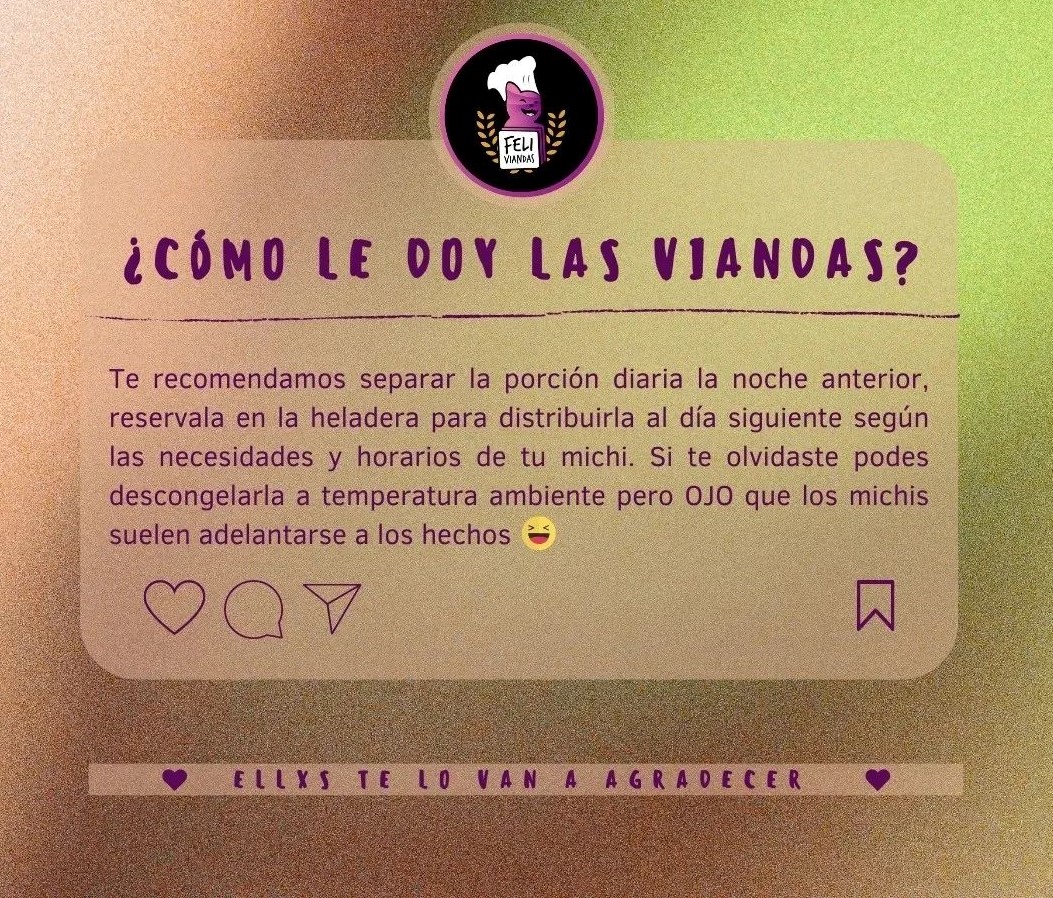 FELI
VIANDAS
¿CÓMO LE DOY LAS VIANDAS?
Te recomendamos separar la porción diaria la noche anterior,
reservala en la heladera para distribuirla al día siguiente según
las necesidades y horarios de tu michi. Si te olvidaste podes
descongelarla a temperatura ambiente pero OJO que los michis
suelen adelantarse a los hechos 😆
ELLXS TE LO VAN A AGRADECER